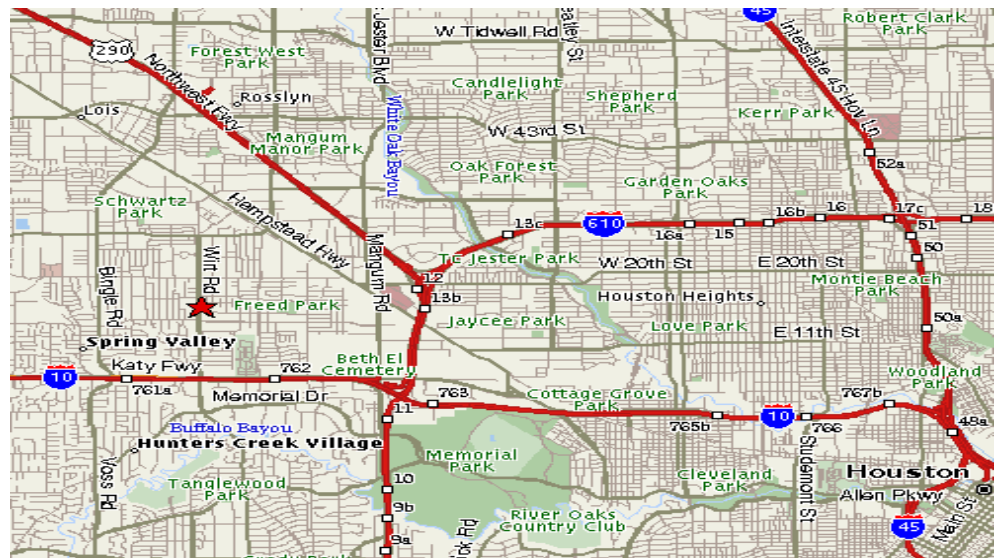 45
Robert Clark
Park
W Tidwell Rd
290
Forest West
Park
Northwest Fwy
Interstate 45 Hov Ln
Candlelight
Park
Shepherd
Park
Kerr Park
Rosslyn
Lois
White Oak Bayou
W 43rd St
Mangum
Manor Park
Oak Forest
Park
52a
Garden Oaks
Park
Schwartz
Park
Hempstead Hwy
13c
610
16a
15
16b
16
17c
18
51
50
Mangum Rd
TC Jester Park
W 20th St
E 20th St
Bingle Rd
Wirt Rd
12
13b
Montie Beach
Park
Freed Park
Houston Heights
Jaycee Park
Love Park
E 11th St
50a
Spring Valley
Beth El
Cemetery
Katy Fwy
762
10
761a
Memorial Dr
763
Cottage Grove
Park
767b
Woodland
Park
11
765b
10
766
48a
Buffalo Bayou
Hunters Creek Village
Memorial
Park
Studemont St
Voss Rd
Tanglewood
Park
10
Cleveland
Park
Houston
Allen Pkwy
9b
River Oaks
Country Club
45
Main St
9a